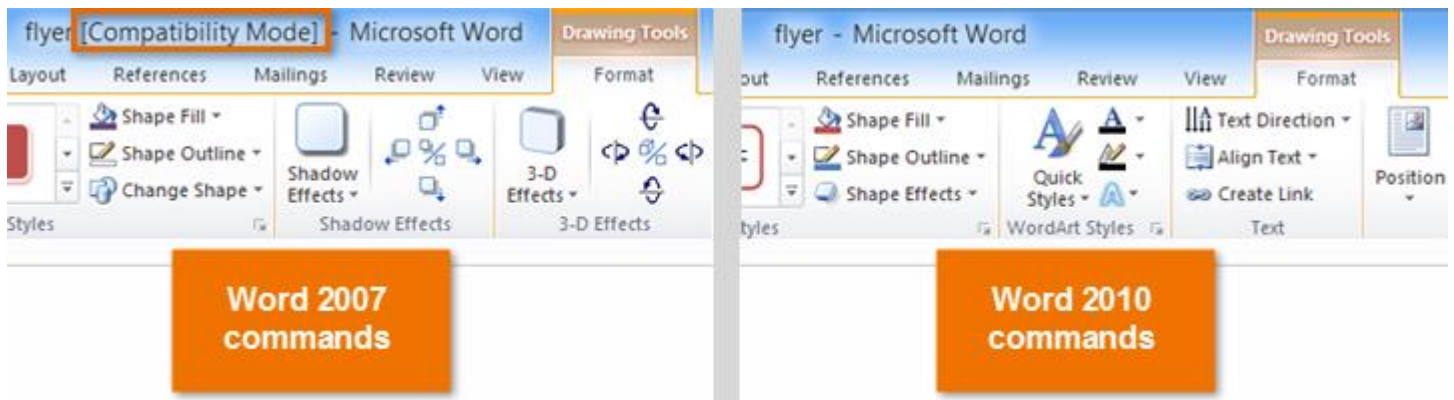 flyer [Compatibility Mode] - Microsoft Word
Drawing Tools
Layout References Mailings Review View Format
Shape Fill
Shape Outline
Change Shape
Shadow
Effects
3-D
Effects
Styles Shadow Effects 3-D Effects
Word 2007
commands
flyer - Microsoft Word
Drawing Tools
out References Mailings Review View Format
Shape Fill
Shape Outline
Shape Effects
Quick
Styles
Text Direction
Align Text
Create Link
Position
tyles WordArt Styles Text
Word 2010
commands